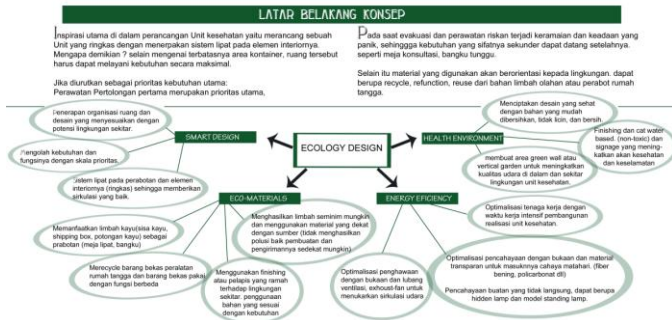 LATAR BELAKANG KONSEP
Inspirasi utama di dalam perancangan Unit kesehatan yaitu merancang sebuah
Unit yang ringkas dengan menerpakan sistem lipat pada elemen interiornya.
Mengapa demikian ? selain mengenai terbatasnya area kontainer, ruang tersebut
harus dapat melayani kebutuhan secara maksimal.
Jika diurutkan sebagai prioritas kebutuhan utama:
Perawatan Pertolongan pertama merupakan prioritas utama,
Pada saat evakuasi dan perawatan riskan terjadi keramaian dan keadaan yang
panik, sehinggga kebutuhan yang sifatnya sekunder dapat datang setelahnya.
seperti meja konsultasi, bangku tunggu.
Selain itu material yang digunakan akan berorientasi kepada lingkungan. dapat
berupa recycle, refunction, reuse dari bahan limbah olahan atau perabot rumah
tangga.
Penerapan organisasi ruang dan
desain yang menyesuaikan dengan
potensi lingkungan sekitar.
SMART DESIGN
Mengolah kebutuhan dan
fungsinya dengan skala prioritas.
Sistem lipat pada perabotan dan elemen
interiornya (ringkas) sehingga memberikan
sirkulasi yang baik.
ECOLOGY DESIGN
Menciptakan desain yang sehat
dengan bahan yang mudah
dibersihkan, tidak licin, dan bersih.
HEALTH ENVIRONMENT
Finishing dan cat water
based. (non-toxic) dan
signage yang mening-
katkan akan kesehatan
dan keselamatan
membuat area green wall atau
vertical garden untuk meningkatkan
kualitas udara di dalam dan sekitar
lingkungan unit kesehatan.
ECO-MATERIALS
Memanfaatkan limbah kayu(sisa kayu,
shipping box, potongan kayu) sebagai
prabotan (meja lipat, bangku)
Menghasilkan limbah seminim mungkin
dan menggunakan material yang dekat
dengan sumber (tidak menghasilkan
polusi baik pembuatan dan
pengirimannya sedekat mungkin)
Merecycle barang bekas peralatan
rumah tangga dan barang bekas pakai
dengan fungsi berbeda
Menggunakan finishing
atau pelapis yang ramah
terhadap lingkungan
sekitar. penggunaan
bahan yang sesuai
dengan kebutuhan
ENERGY EFICIENCY
Optimalisasi tenaga kerja dengan
waktu kerja intensif pembangunan
realisasi unit kesehatan.
Optimalisasi penghawaan
dengan bukaan dan lubang
ventilasi, exhoust-fan untuk
menukarkan sirkulasi udara
Optimalisasi pencahayaan dengan bukaan dan material
transparan untuk masuknnya cahaya matahari. (fiber
bening, policarbonat dll)
Pencahaian buatan yang tidak langsung, dapat berupa
hidden lamp dan model standing lamp.